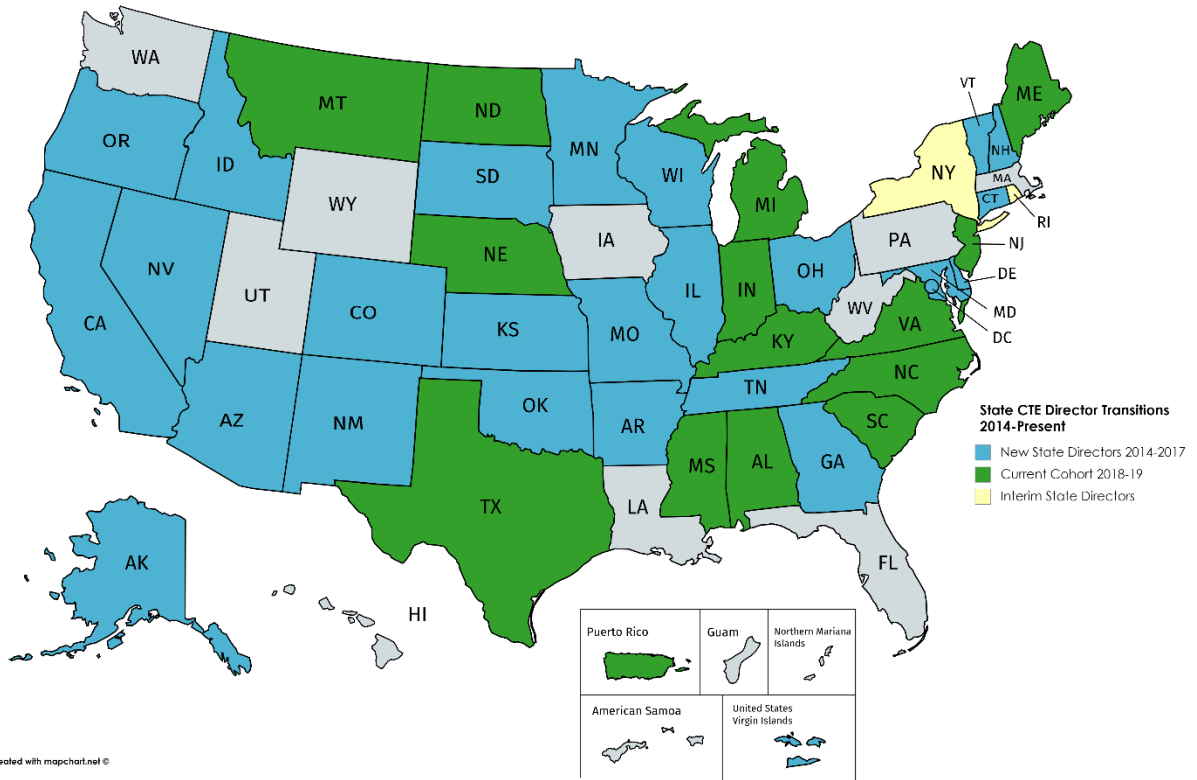 WA
MT
ND
MN
VT
ME
OR
ID
SD
WI
NH
NY
MA
WY
MI
CT
RI
IA
PA
NJ
NE
NV
OH
DE
UT
IL
IN
CO
WV
MD
CA
KS
MO
VA
DC
KY
NC
TN
OK
AZ
NM
AR
SC
State CTE Director Transitions
2014-Present
New State Directors 2014-2017
Current Cohort 2018-19
Interim State Directors
MS
AL
GA
TX
LA
FL
AK
HI
Puerto Rico
Guam
Northern Mariana
Islands
American Samoa
United States
Virgin Islands
eated with mapchart.net ©